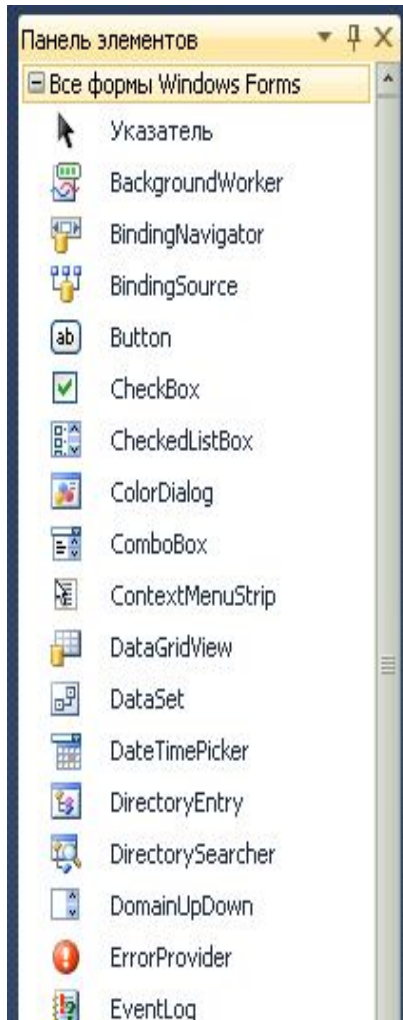 Панель элементов
Все формы Windows Forms
Указатель
BackgroundWorker
BindingNavigator
BindingSource
ab Button
CheckBox
CheckedListBox
ColorDialog
ComboBox
ContextMenuStrip
DataGridView
DataSet
DateTimePicker
DirectoryEntry
DirectorySearcher
DomainUpDown
ErrorProvider
EventLog